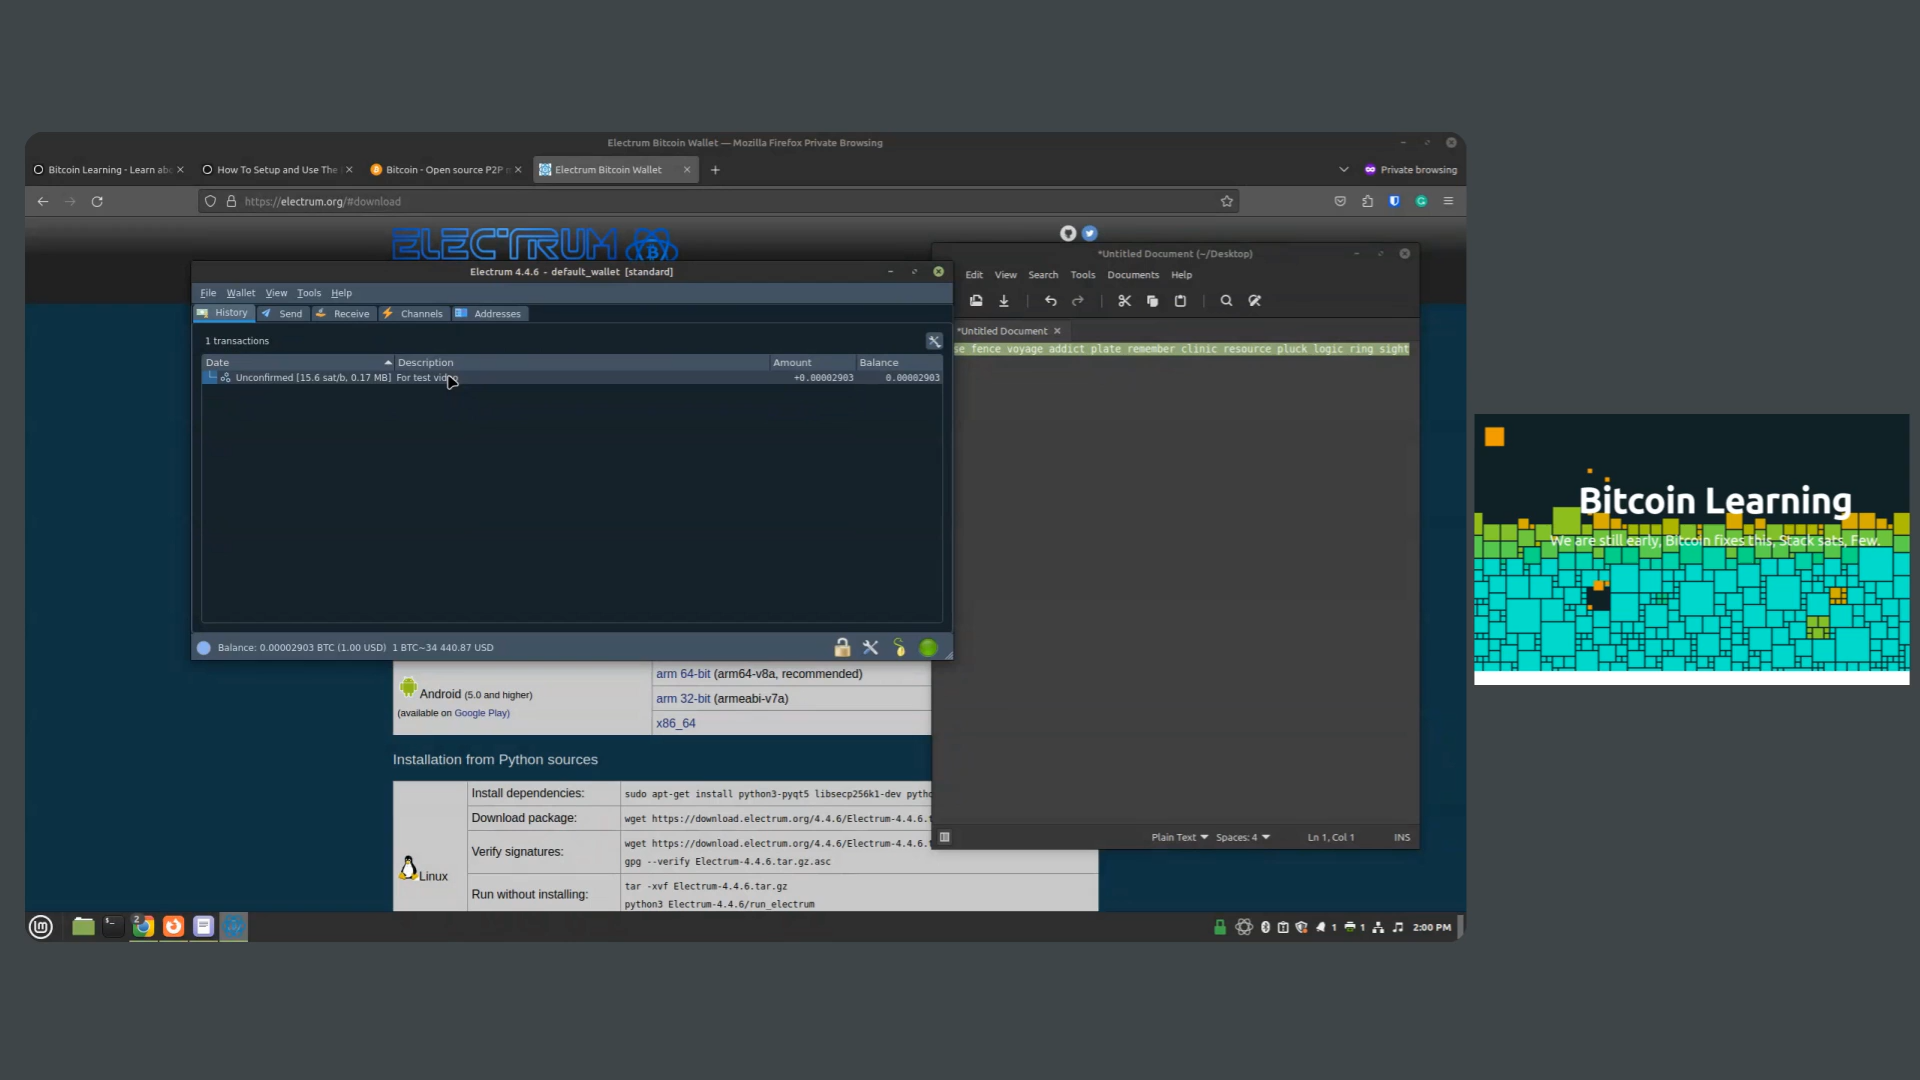 Electrum Bitcoin Wallet — Mozilla Firefox Private Browsing
Bitcoin Learning - Learn abo
How To Setup and Use The
Bitcoin - Open source P2P m
Electrum Bitcoin Wallet
Private browsing
https://electrum.org/#download
ELECTRUM
*Untitled Document (~/Desktop)
Edit View Search Tools Documents Help
*Untitled Document
se fence voyage addict plate remember clinic resource pluck logic ring sight
Electrum 4.4.6 - default_wallet [standard]
File Wallet View Tools Help
History Send Receive Channels Addresses
1 transactions
Date Description Amount Balance
Unconfirmed [15.6 sat/b, 0.17 MB] For test video +0.00002903 0.00002903
Balance: 0.00002903 BTC (1.00 USD) 1 BTC~34 440.87 USD
Bitcoin Learning
We are still early, Bitcoin fixes this, Stack sats, Few.
Android (5.0 and higher)
(available on Google Play)
arm 64-bit (arm64-v8a, recommended)
arm 32-bit (armeabi-v7a)
x86_64
Installation from Python sources
Linux
Install dependencies: sudo apt-get install python3-pyqt5 libsecp256k1-dev pytho
Download package: wget https://download.electrum.org/4.4.6/Electrum-4.4.6.t
Verify signatures: wget https://download.electrum.org/4.4.6/Electrum-4.4.6.t
gpg --verify Electrum-4.4.6.tar.gz.asc
Run without installing: tar -xvf Electrum-4.4.6.tar.gz
python3 Electrum-4.4.6/run_electrum
Plain Text Spaces: 4 Ln 1, Col 1 INS
2
1 1 2:00 PM